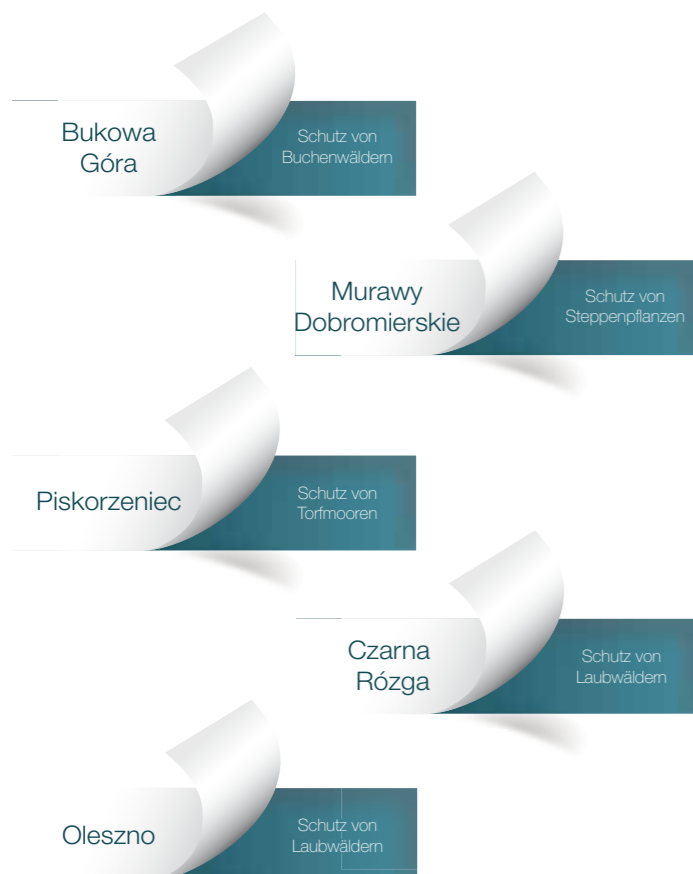 Bukowa
Góra
Schutz von
Buchenwäldern
Murawy
Dobromierskie
Schutz von
Steppenpflanzen
Piskorzeniec
Schutz von
Torfmooren
Czarna
Rózga
Schutz von
Laubwäldern
Oleszno
Schutz von
Laubwäldern